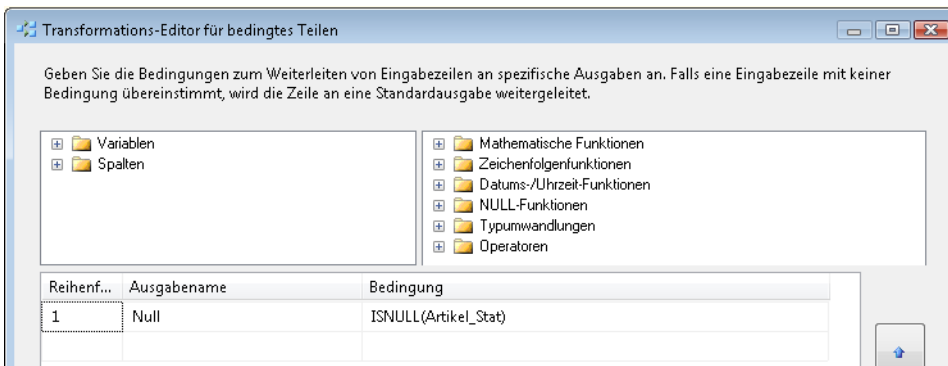 Transformations-Editor für bedingtes Teilen
Geben Sie die Bedingungen zum Weiterleiten von Eingabezeilen an spezifische Ausgaben an. Falls eine Eingabezeile mit keiner
Bedingung übereinstimmt, wird die Zeile an eine Standardausgabe weitergeleitet.
Variablen
Spalten
Mathematische Funktionen
Zeichenfolgenfunktionen
Datums-/Uhrzeit-Funktionen
NULL-Funktionen
Typumwandlungen
Operatoren
Reihenf... Ausgabename Bedingung
1 Null ISNULL(Artikel_Stat)